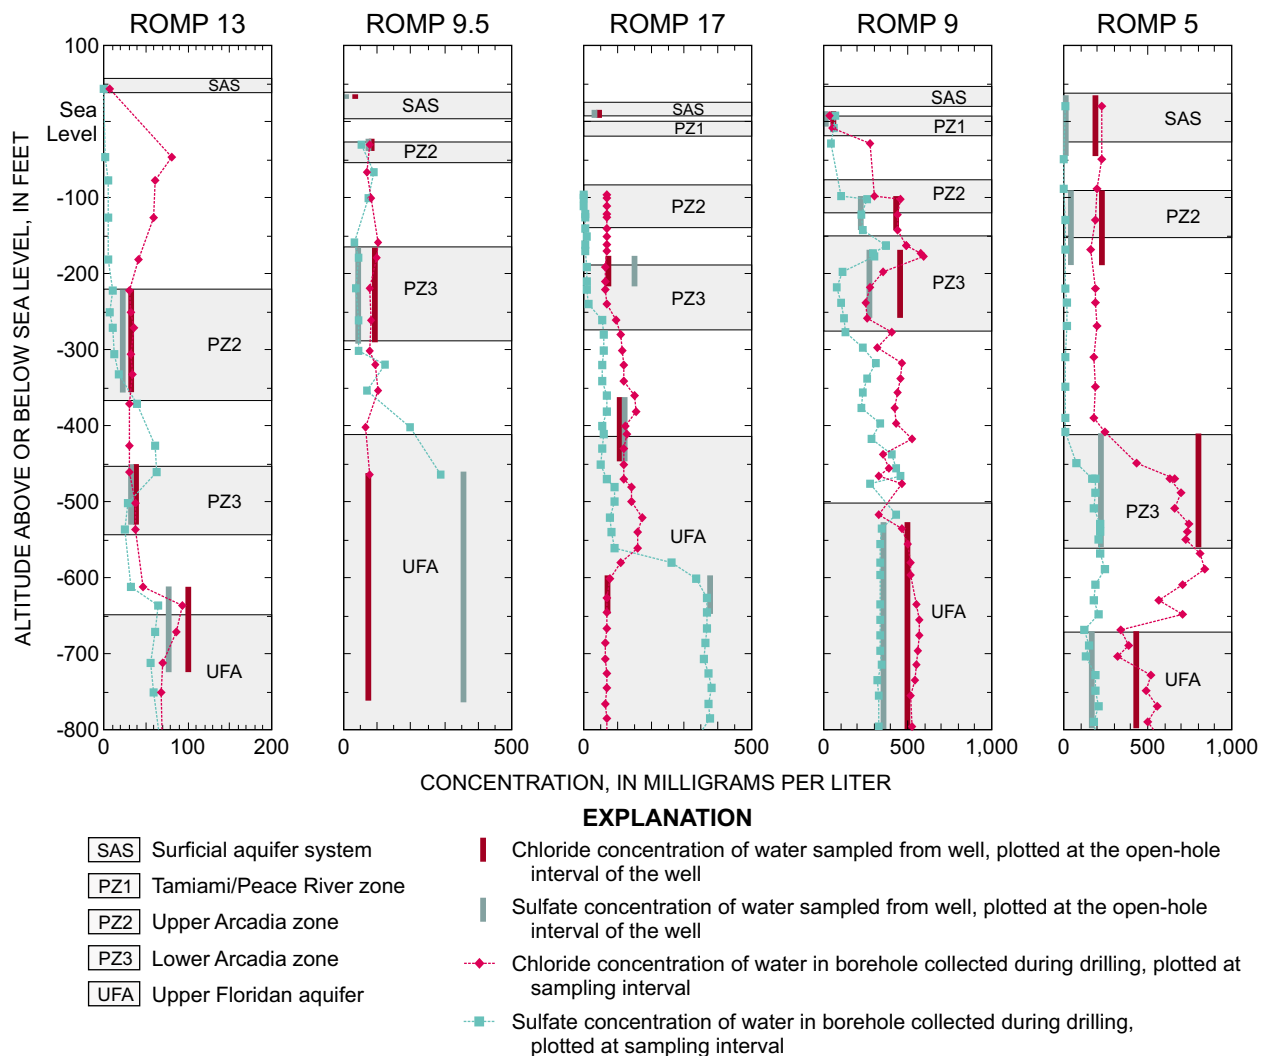 ROMP 13 ROMP 9.5 ROMP 17 ROMP 9 ROMP 5
ALTITUDE ABOVE OR BELOW SEA LEVEL, IN FEET
100
Sea
Level
-100
-200
-300
-400
-500
-600
-700
-800
SAS
PZ2
PZ3
UFA
SAS
PZ2
PZ3
UFA
SAS
PZ1
PZ2
PZ3
UFA
SAS
PZ1
PZ2
PZ3
UFA
SAS
PZ2
PZ3
UFA
0 100 200 0 500 0 500 0 500 1,000 0 500 1,000
CONCENTRATION, IN MILLIGRAMS PER LITER
EXPLANATION
SAS Surficial aquifer system
PZ1 Tamiami/Peace River zone
PZ2 Upper Arcadia zone
PZ3 Lower Arcadia zone
UFA Upper Floridan aquifer
Chloride concentration of water sampled from well, plotted at the open-hole
interval of the well
Sulfate concentration of water sampled from well, plotted at the open-hole
interval of the well
Chloride concentration of water in borehole collected during drilling, plotted at
sampling interval
Sulfate concentration of water in borehole collected during drilling,
plotted at sampling interval